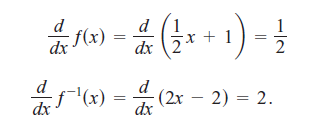 d/dx f(x) = d/dx (1/2 x + 1) = 1/2
d/dx f⁻¹(x) = d/dx (2x − 2) = 2.